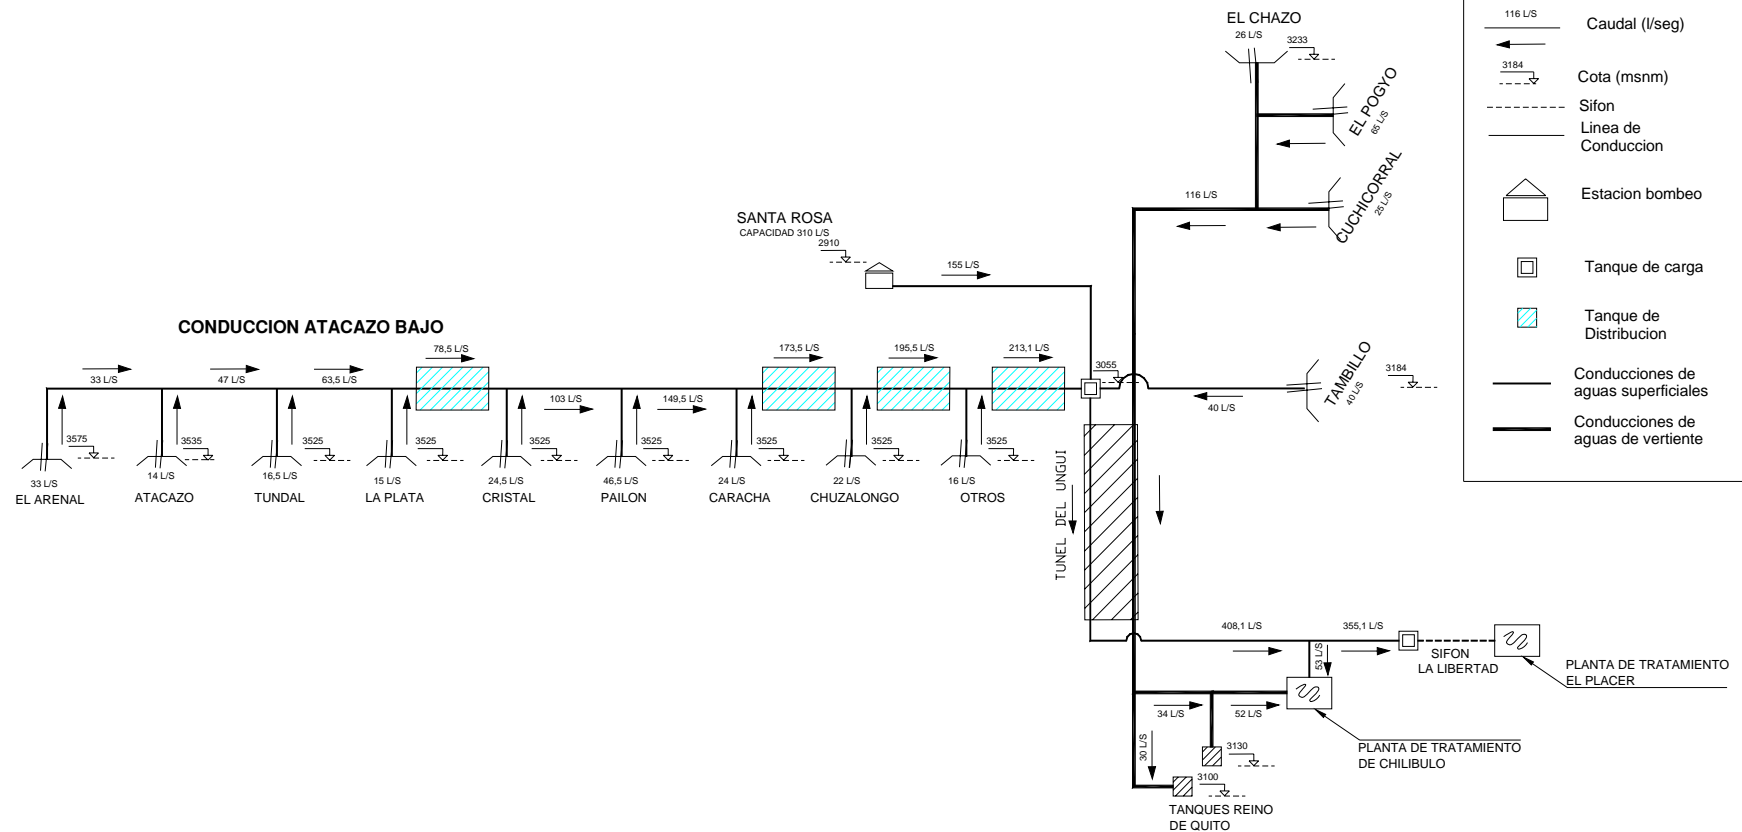 EL CHAZO
26 L/S
3233
EL POGYO
65 L/S
CUCHICORRAL
25 L/S
116 L/S
SANTA ROSA
CAPACIDAD 310 L/S
2910
155 L/S
CONDUCCION ATACAZO BAJO
78,5 L/S
173,5 L/S
195,5 L/S
213,1 L/S
3055
33 L/S
47 L/S
63,5 L/S
103 L/S
149,5 L/S
TAMBILLO
40 L/S
3184
40 L/S
3575
3535
3525
3525
3525
3525
3525
3525
3525
33 L/S
14 L/S
16,5 L/S
15 L/S
24,5 L/S
46,5 L/S
24 L/S
22 L/S
16 L/S
EL ARENAL
ATACAZO
TUNDAL
LA PLATA
CRISTAL
PAILON
CARACHA
CHUZALONGO
OTROS
TUNEL DEL UNGUI
408,1 L/S
355,1 L/S
53 L/S
SIFON
LA LIBERTAD
PLANTA DE TRATAMIENTO
EL PLACER
34 L/S
52 L/S
30 L/S
3130
3100
PLANTA DE TRATAMIENTO
DE CHILIBULO
TANQUES REINO
DE QUITO
116 L/S
Caudal (l/seg)
3184
Cota (msnm)
Sifon
Linea de
Conduccion
Estacion bombeo
Tanque de carga
Tanque de
Distribucion
Conducciones de
aguas superficiales
Conducciones de
aguas de vertiente